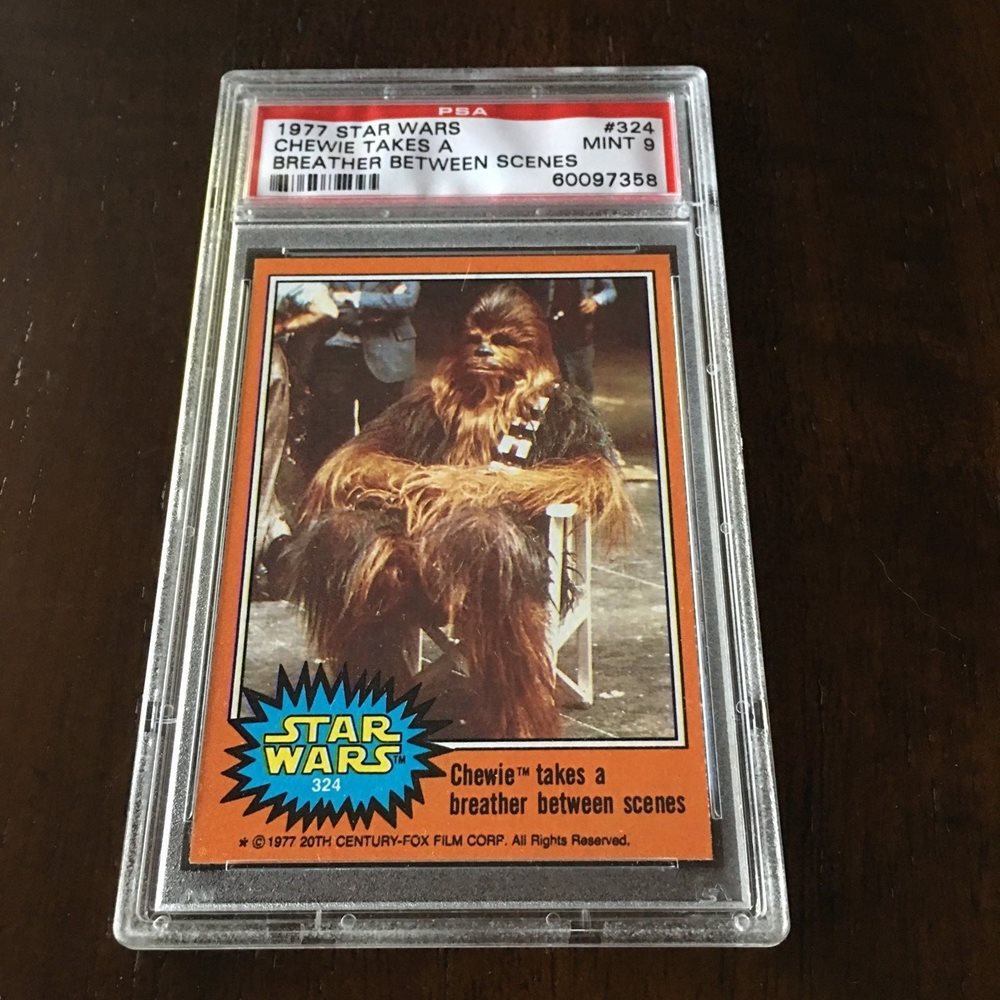 PSA
1977 STAR WARS #324
CHEWIE TAKES A MINT 9
BREATHER BETWEEN SCENES
60097358
STAR
WARS™
324
Chewie™ takes a
breather between scenes
* © 1977 20TH CENTURY-FOX FILM CORP. All Rights Reserved.